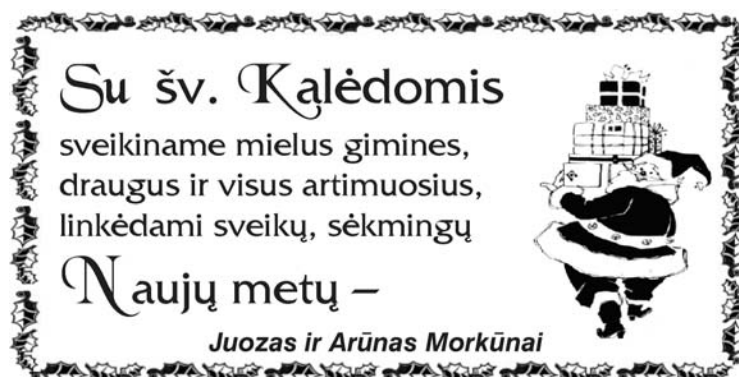 Su šv. Kalėdomis
sveikiname mielus gimines,
draugus ir visus artimuosius,
linkėdami sveikų, sėkmingų
Naujų metų –
Juozas ir Arūnas Morkūnai